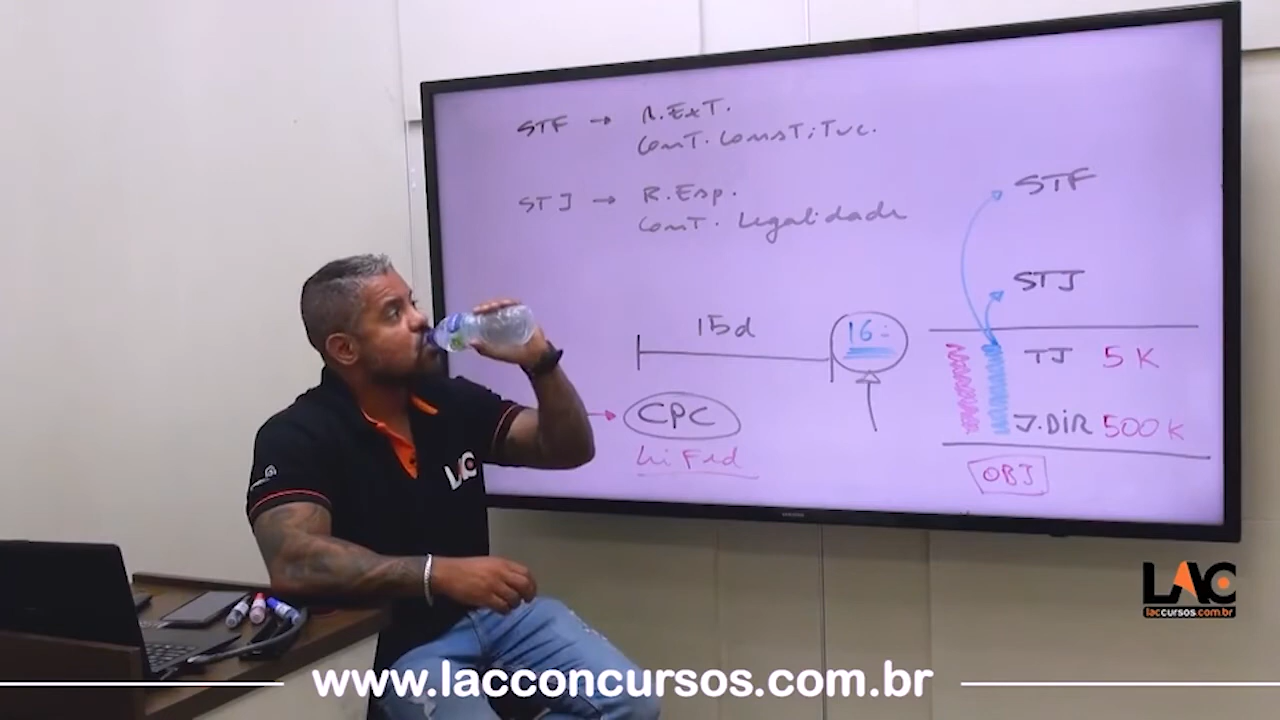 STF → R.EXT.
CONT. CONSTITUC.
STJ → R.Esp.
CONT. Legalidade
STF
STJ
15d
16:
TJ 5K
CPC
J.DIR 500K
Lei Fed
OBJ
LAC
LAC
laccursos.com.br
www.lacconcursos.com.br